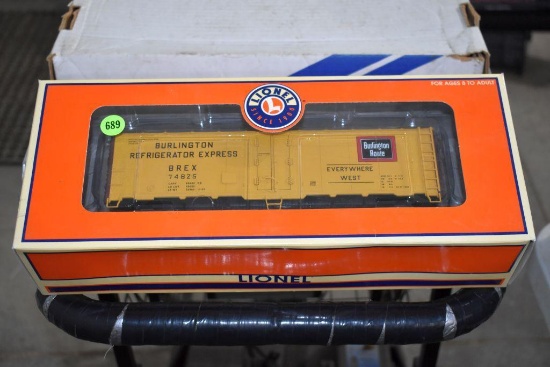 FOR AGES 8 TO ADULT
LIONEL
L
SINCE 1900
689
BURLINGTON
REFRIGERATOR EXPRESS
BREX
74825
Burlington
Route
EVERYWHERE
WEST
LIONEL